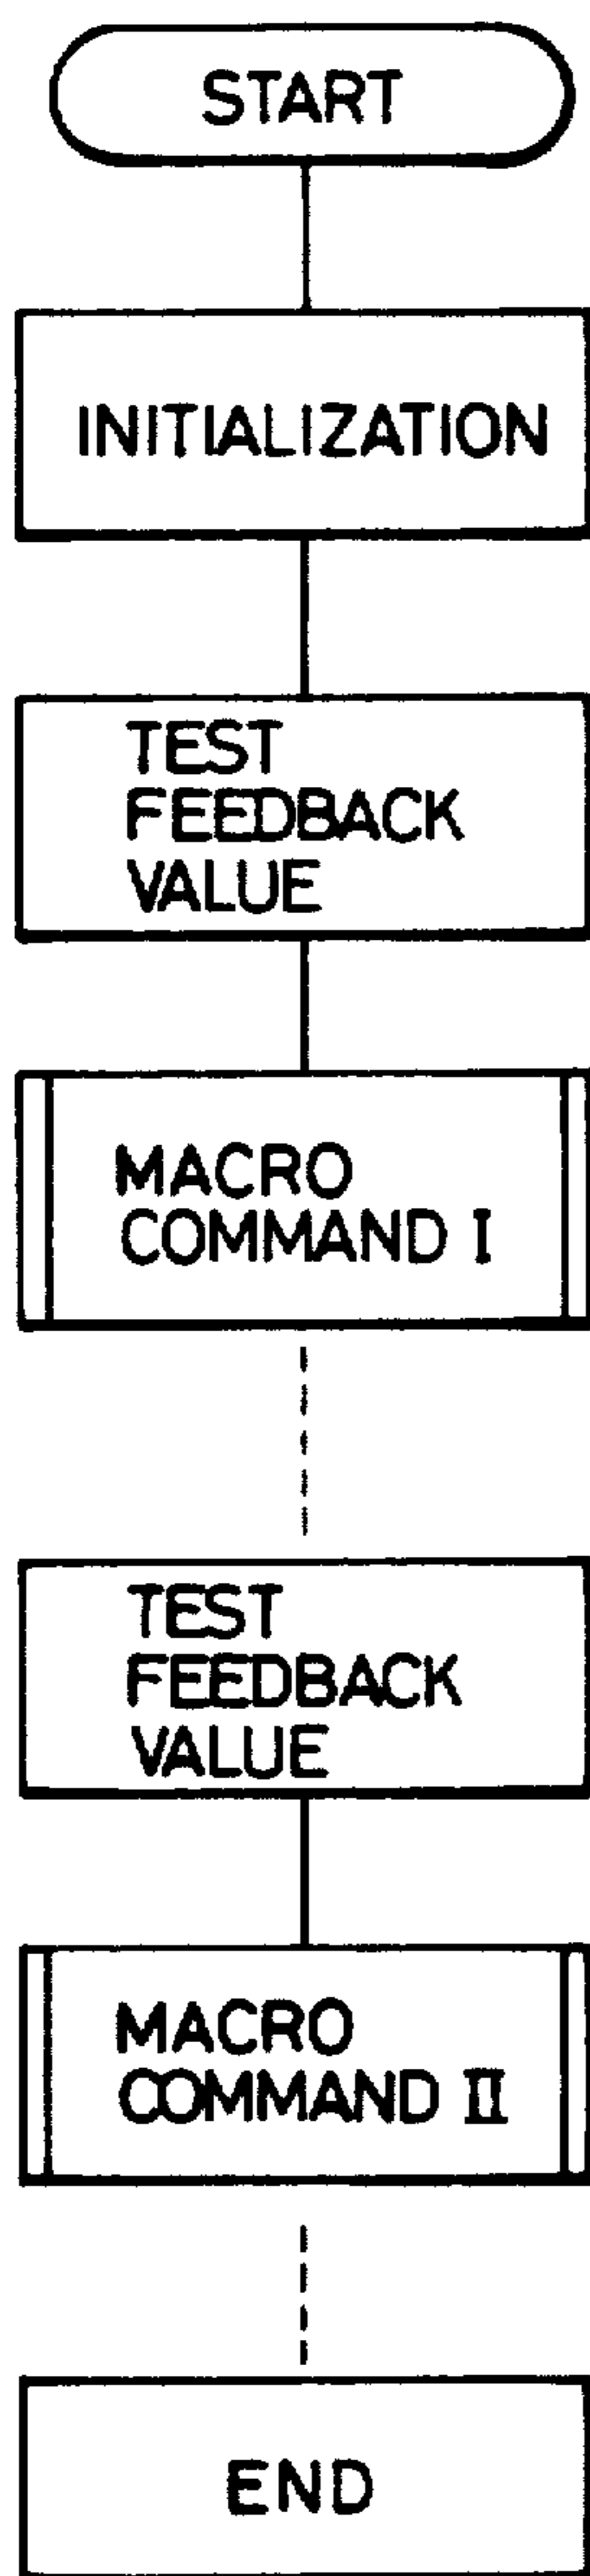 START
INITIALIZATION
TEST
FEEDBACK
VALUE
MACRO
COMMAND I
TEST
FEEDBACK
VALUE
MACRO
COMMAND II
END